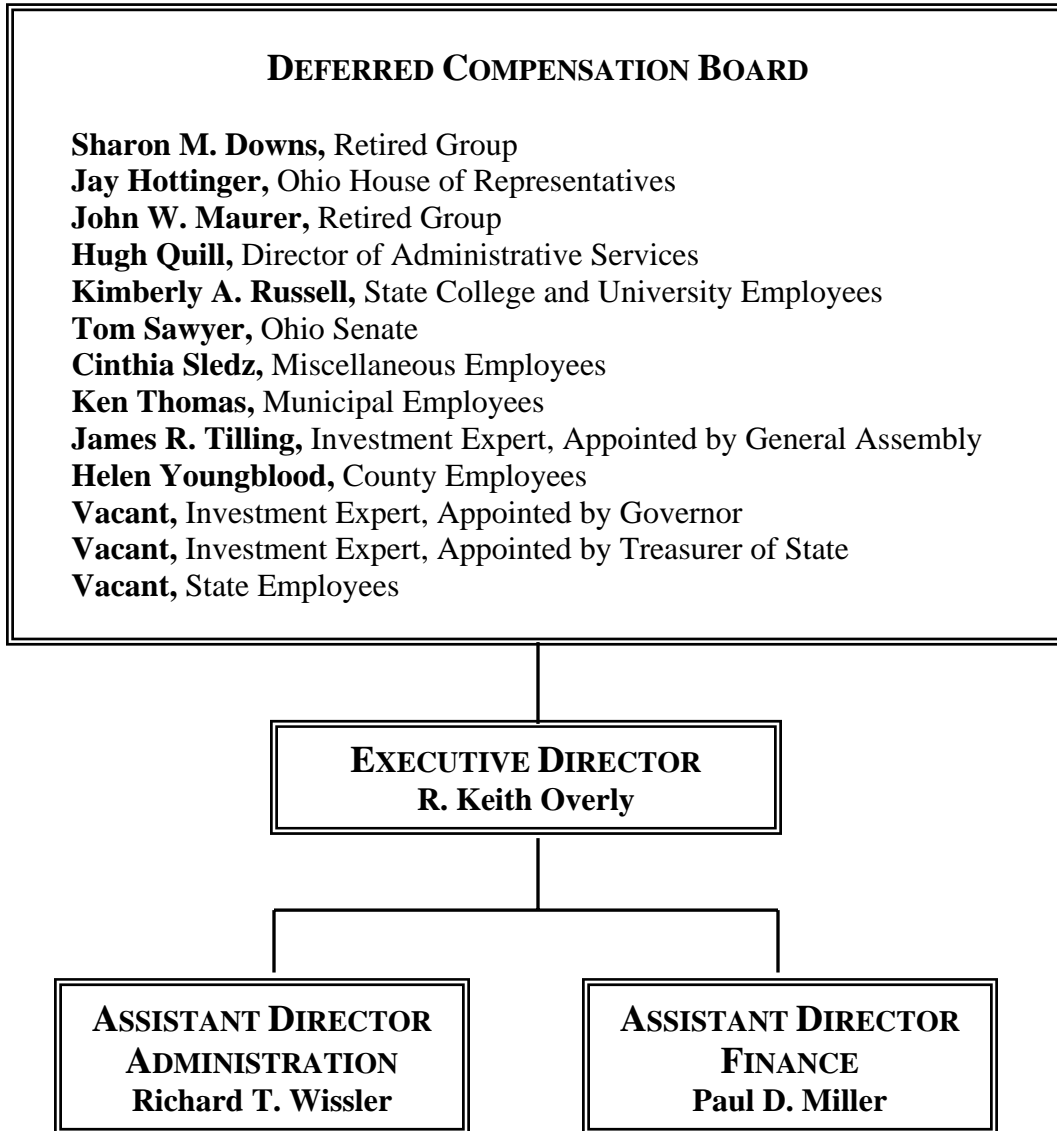 DEFERRED COMPENSATION BOARD
Sharon M. Downs, Retired Group
Jay Hottinger, Ohio House of Representatives
John W. Maurer, Retired Group
Hugh Quill, Director of Administrative Services
Kimberly A. Russell, State College and University Employees
Tom Sawyer, Ohio Senate
Cinthia Sledz, Miscellaneous Employees
Ken Thomas, Municipal Employees
James R. Tilling, Investment Expert, Appointed by General Assembly
Helen Youngblood, County Employees
Vacant, Investment Expert, Appointed by Governor
Vacant, Investment Expert, Appointed by Treasurer of State
Vacant, State Employees
EXECUTIVE DIRECTOR
R. Keith Overly
ASSISTANT DIRECTOR
ADMINISTRATION
Richard T. Wissler
ASSISTANT DIRECTOR
FINANCE
Paul D. Miller